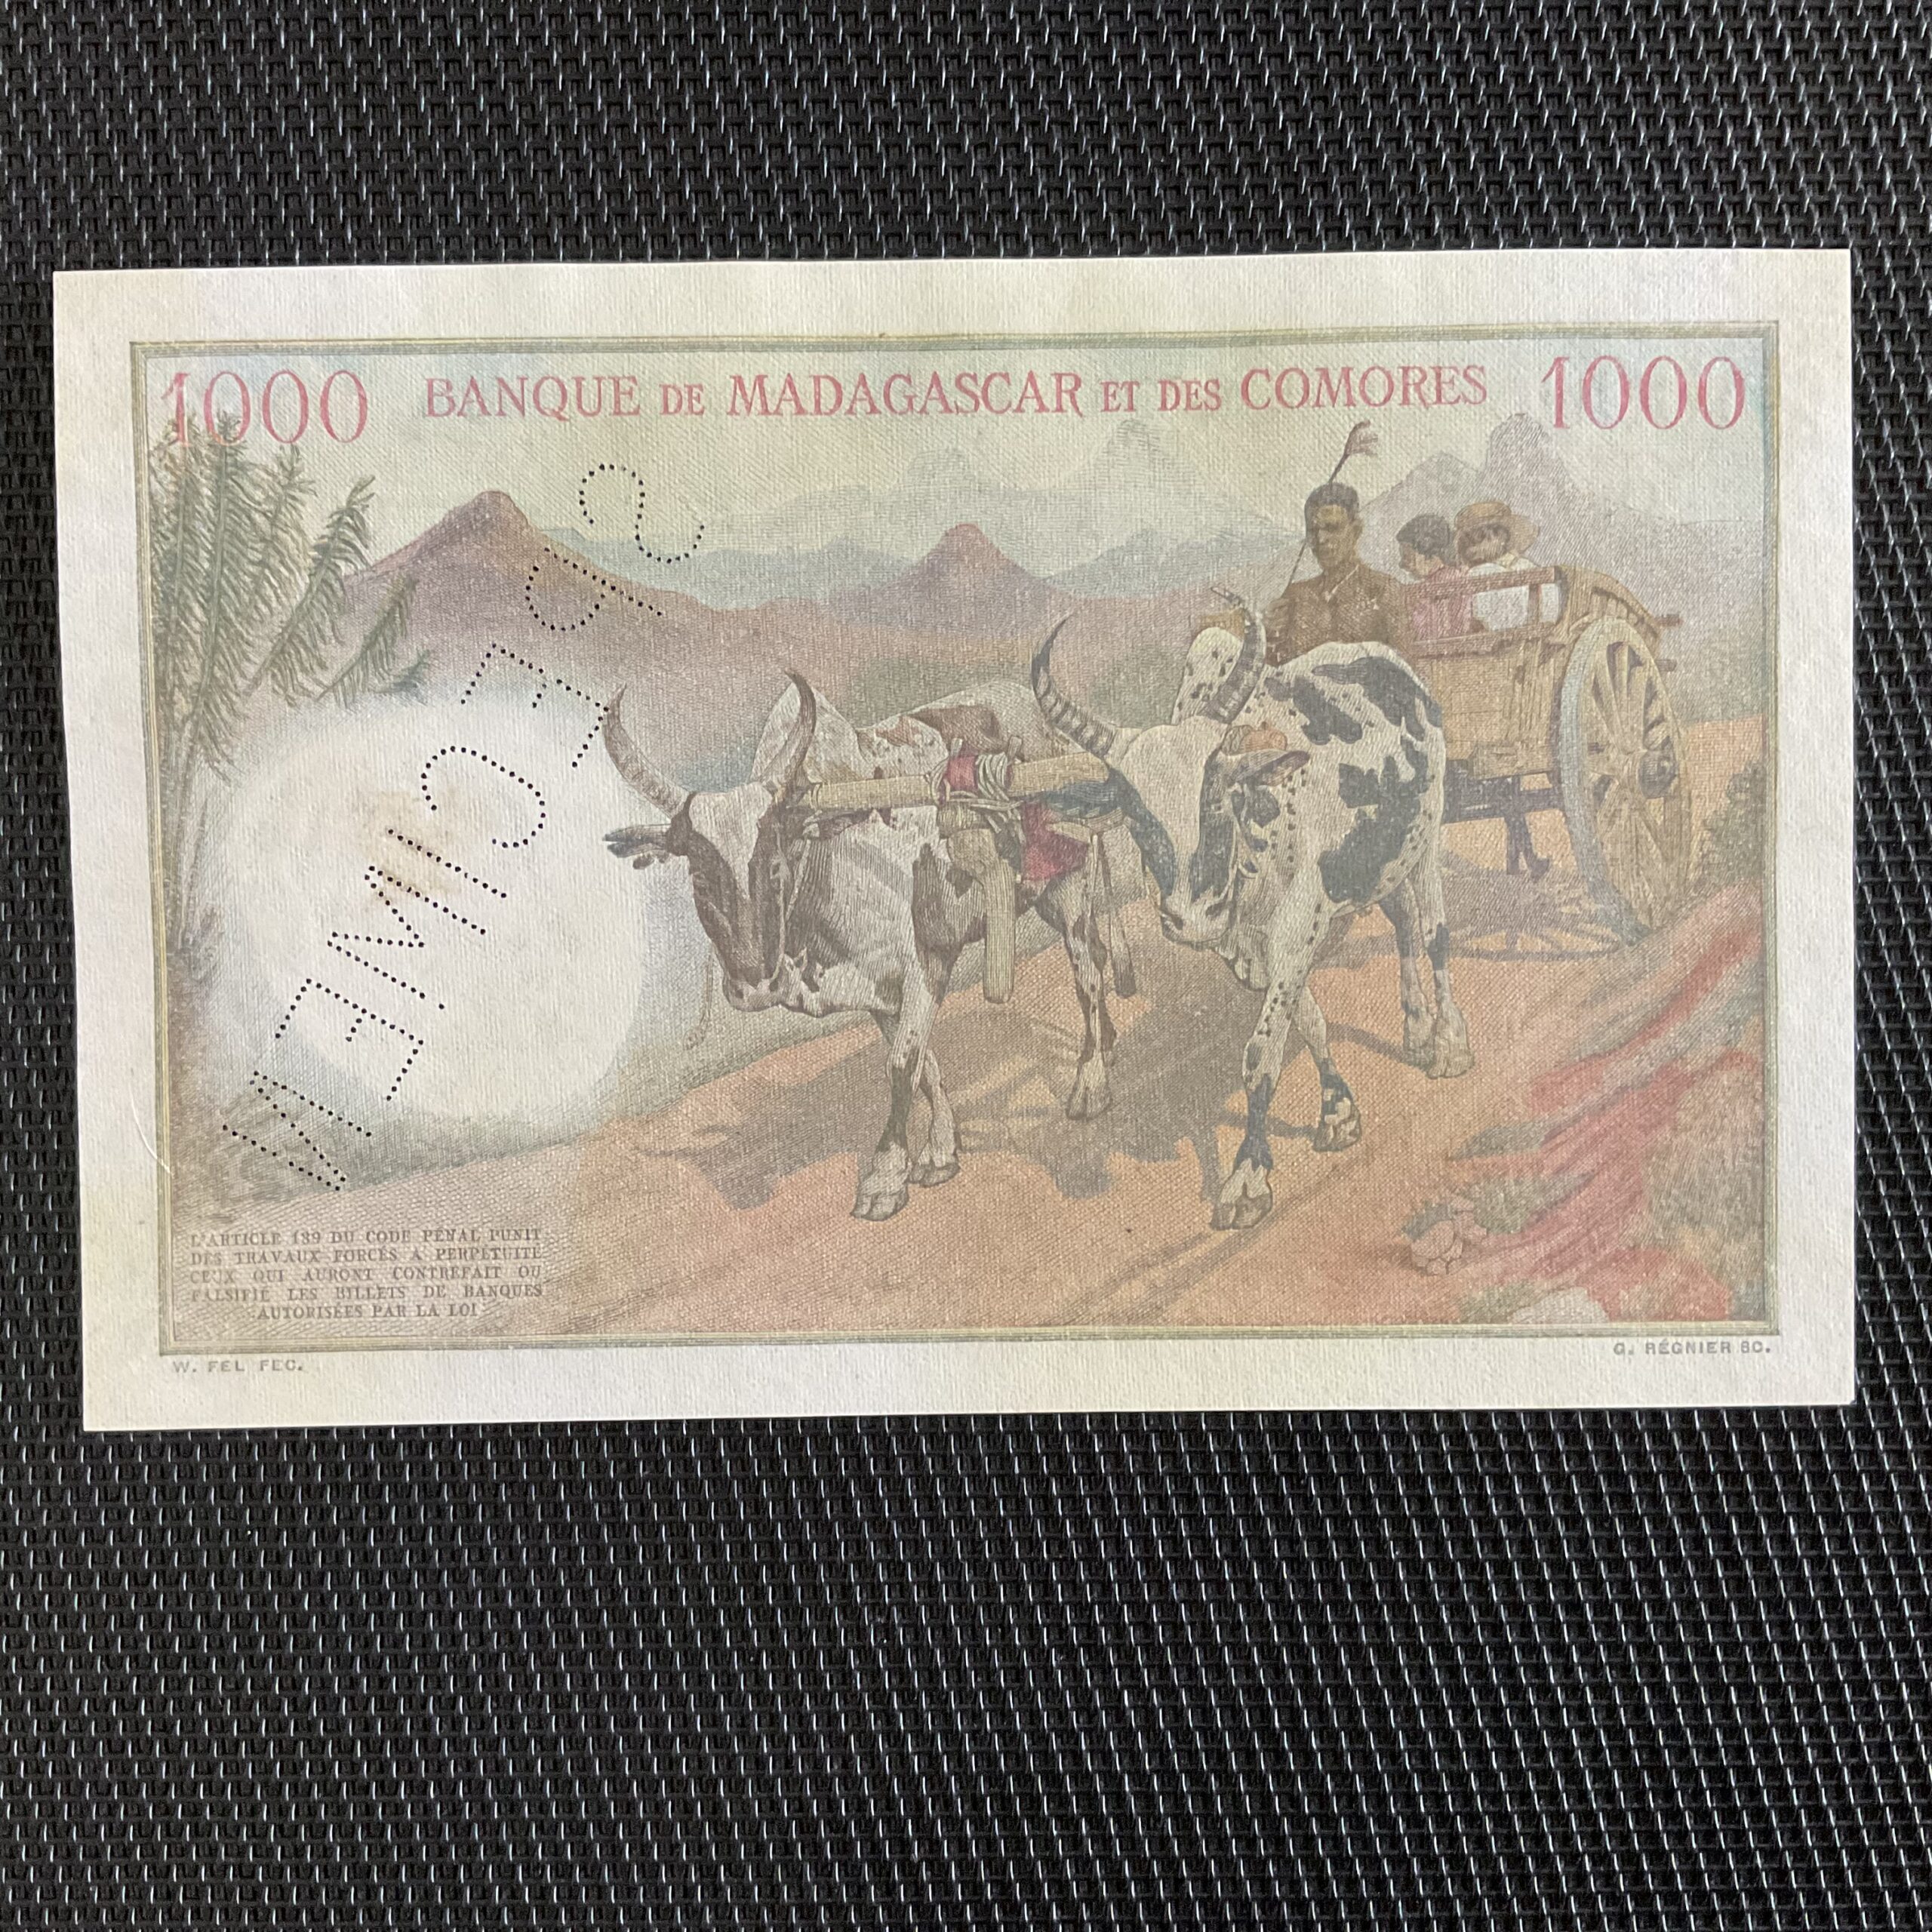 1000 BANQUE DE MADAGASCAR ET DES COMORES 1000
SPECIMEN
L'ARTICLE 139 DU CODE PÉNAL PUNIT
DES TRAVAUX FORCÉS A PERPÉTUITÉ
CEUX QUI AURONT CONTREFAIT OU
FALSIFIÉ LES BILLETS DE BANQUES
AUTORISÉES PAR LA LOI
W. FEL FEC.
G. RÉGNIER SC.